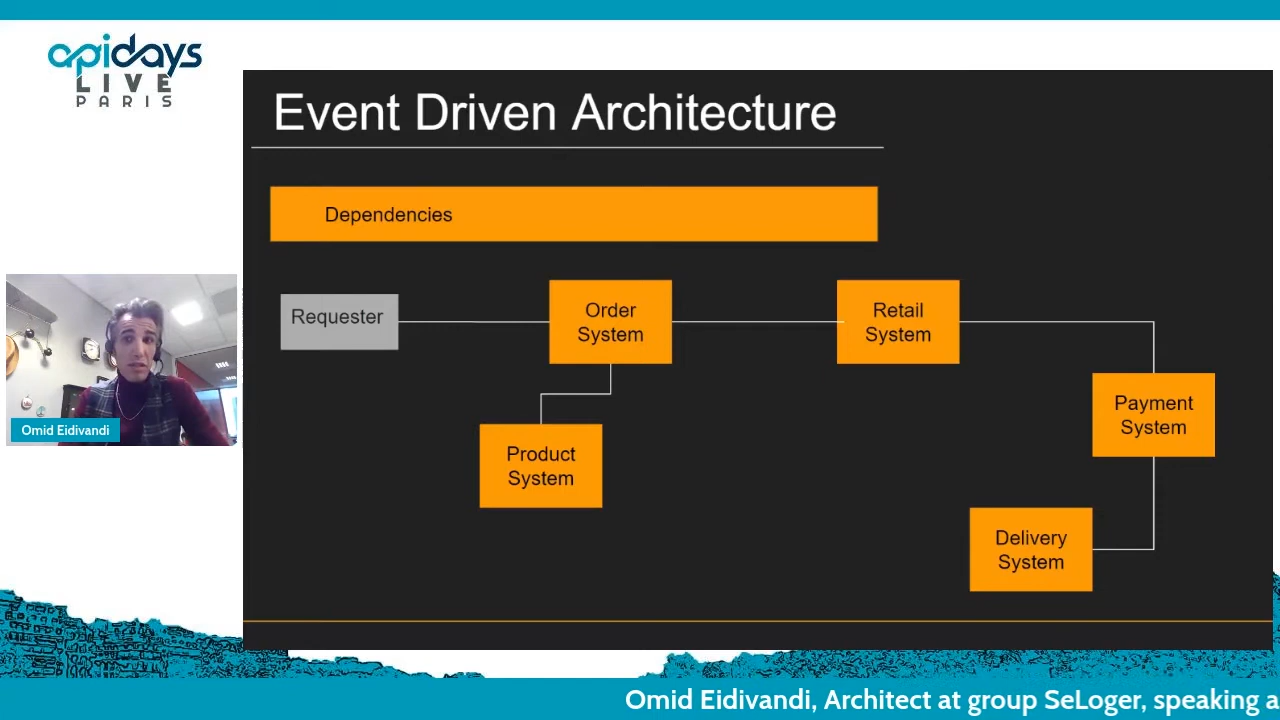 apidays
LIVE
PARIS
Event Driven Architecture
Dependencies
Requester
Order
System
Retail
System
Payment
System
Product
System
Delivery
System
Omid Eidivandi
Omid Eidivandi, Architect at group SeLoger, speaking a